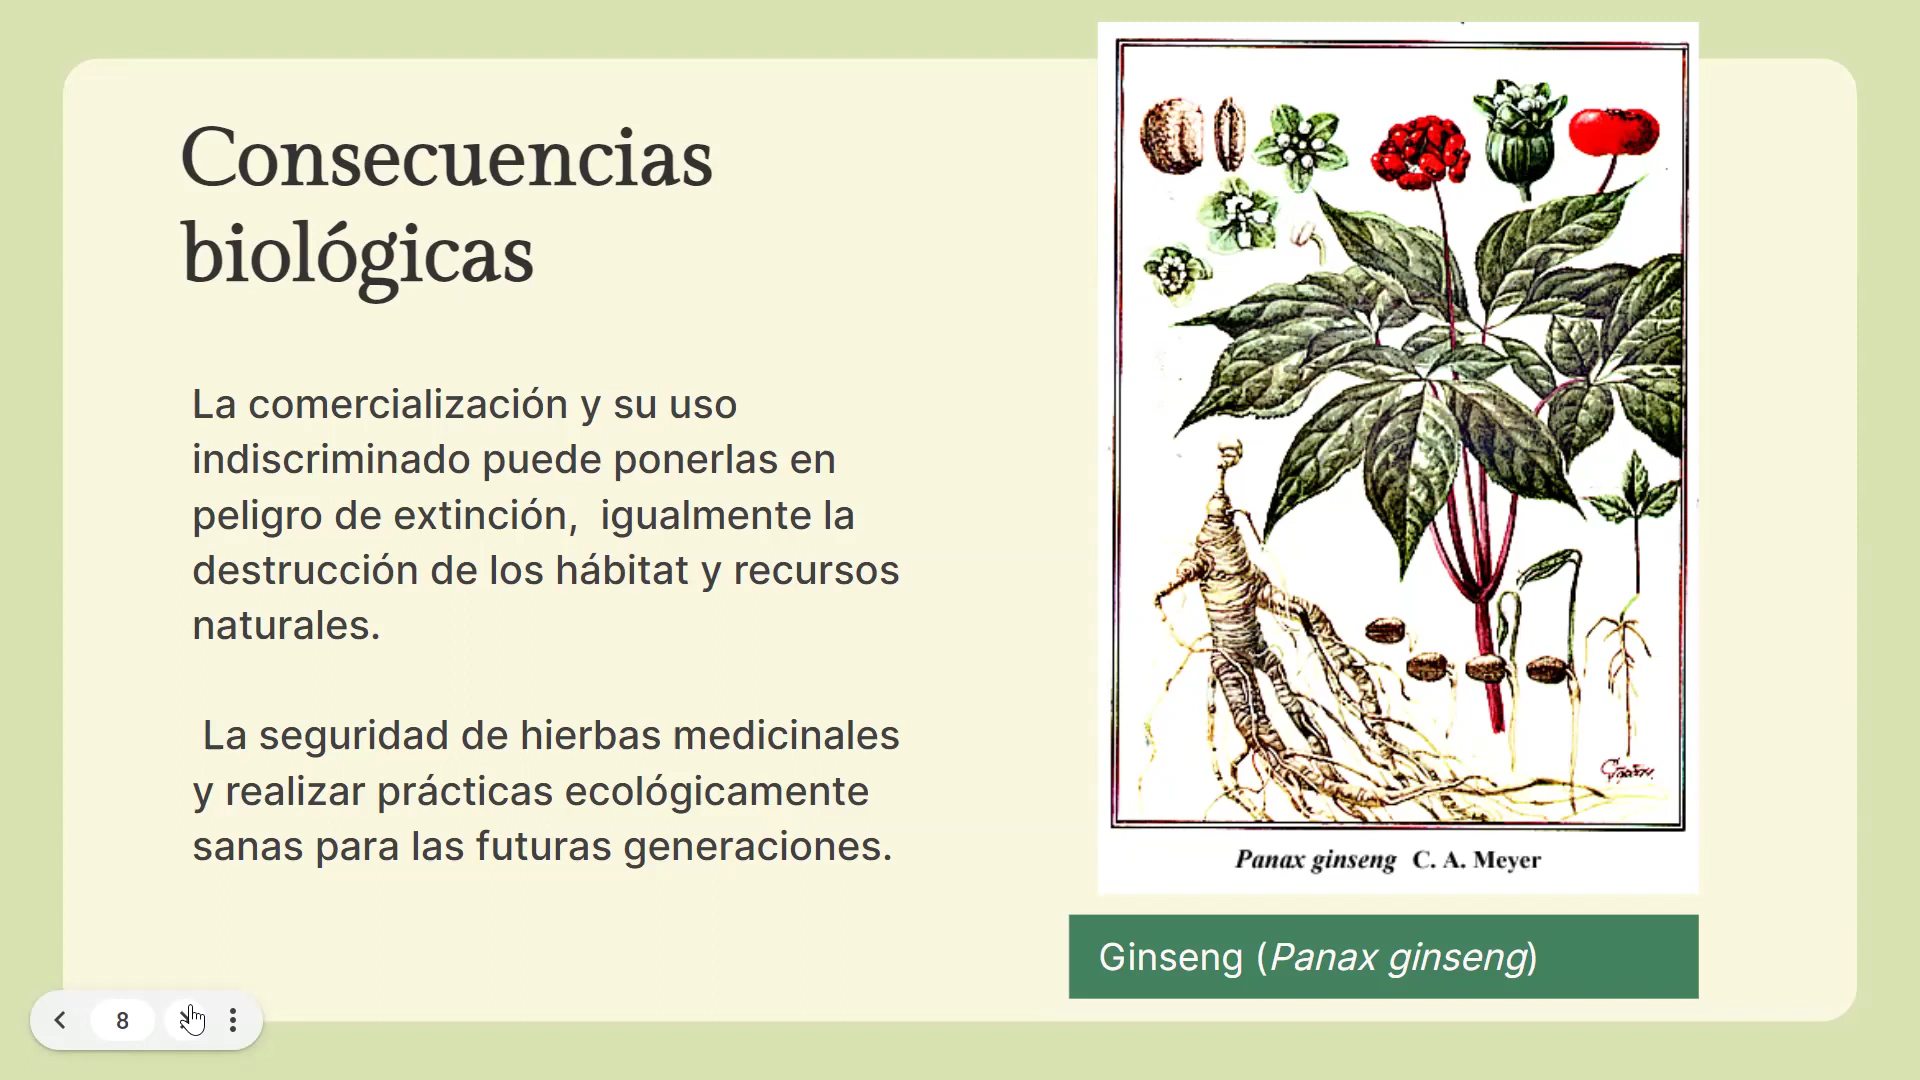 Consecuencias
biológicas
La comercialización y su uso
indiscriminado puede ponerlas en
peligro de extinción,  igualmente la
destrucción de los hábitat y recursos
naturales.
La seguridad de hierbas medicinales
y realizar prácticas ecológicamente
sanas para las futuras generaciones.
Panax ginseng C. A. Meyer
Ginseng (Panax ginseng)
8